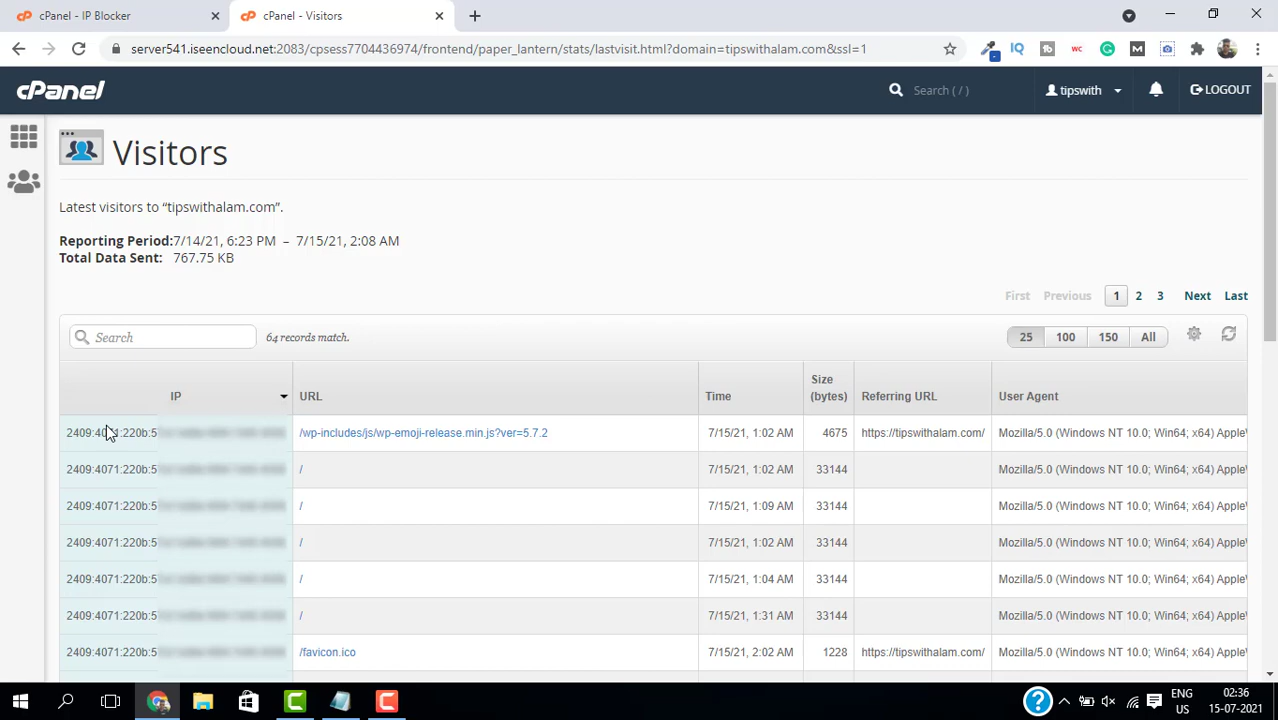 cPanel - IP Blocker
cPanel - Visitors
server541.iseencloud.net:2083/cpsess7704436974/frontend/paper_lantern/stats/lastvisit.html?domain=tipswithalam.com&ssl=1
cPanel
Search ( / )
tipswith
LOGOUT
Visitors
Latest visitors to “tipswithalam.com”.
Reporting Period:7/14/21, 6:23 PM – 7/15/21, 2:08 AM
Total Data Sent: 767.75 KB
First Previous 1 2 3 Next Last
Search
64 records match.
25 100 150 All
IP URL Time Size (bytes) Referring URL User Agent
2409:4071:220b:5 /wp-includes/js/wp-emoji-release.min.js?ver=5.7.2 7/15/21, 1:02 AM 4675 https://tipswithalam.com/ Mozilla/5.0 (Windows NT 10.0; Win64; x64) Apple
2409:4071:220b:5 / 7/15/21, 1:02 AM 33144 Mozilla/5.0 (Windows NT 10.0; Win64; x64) Apple
2409:4071:220b:5 / 7/15/21, 1:09 AM 33144 Mozilla/5.0 (Windows NT 10.0; Win64; x64) Apple
2409:4071:220b:5 / 7/15/21, 1:02 AM 33144 Mozilla/5.0 (Windows NT 10.0; Win64; x64) Apple
2409:4071:220b:5 / 7/15/21, 1:04 AM 33144 Mozilla/5.0 (Windows NT 10.0; Win64; x64) Apple
2409:4071:220b:5 / 7/15/21, 1:31 AM 33144 Mozilla/5.0 (Windows NT 10.0; Win64; x64) Apple
2409:4071:220b:5 /favicon.ico 7/15/21, 2:02 AM 1228 https://tipswithalam.com/ Mozilla/5.0 (Windows NT 10.0; Win64; x64) Apple
ENG
US
02:36
15-07-2021